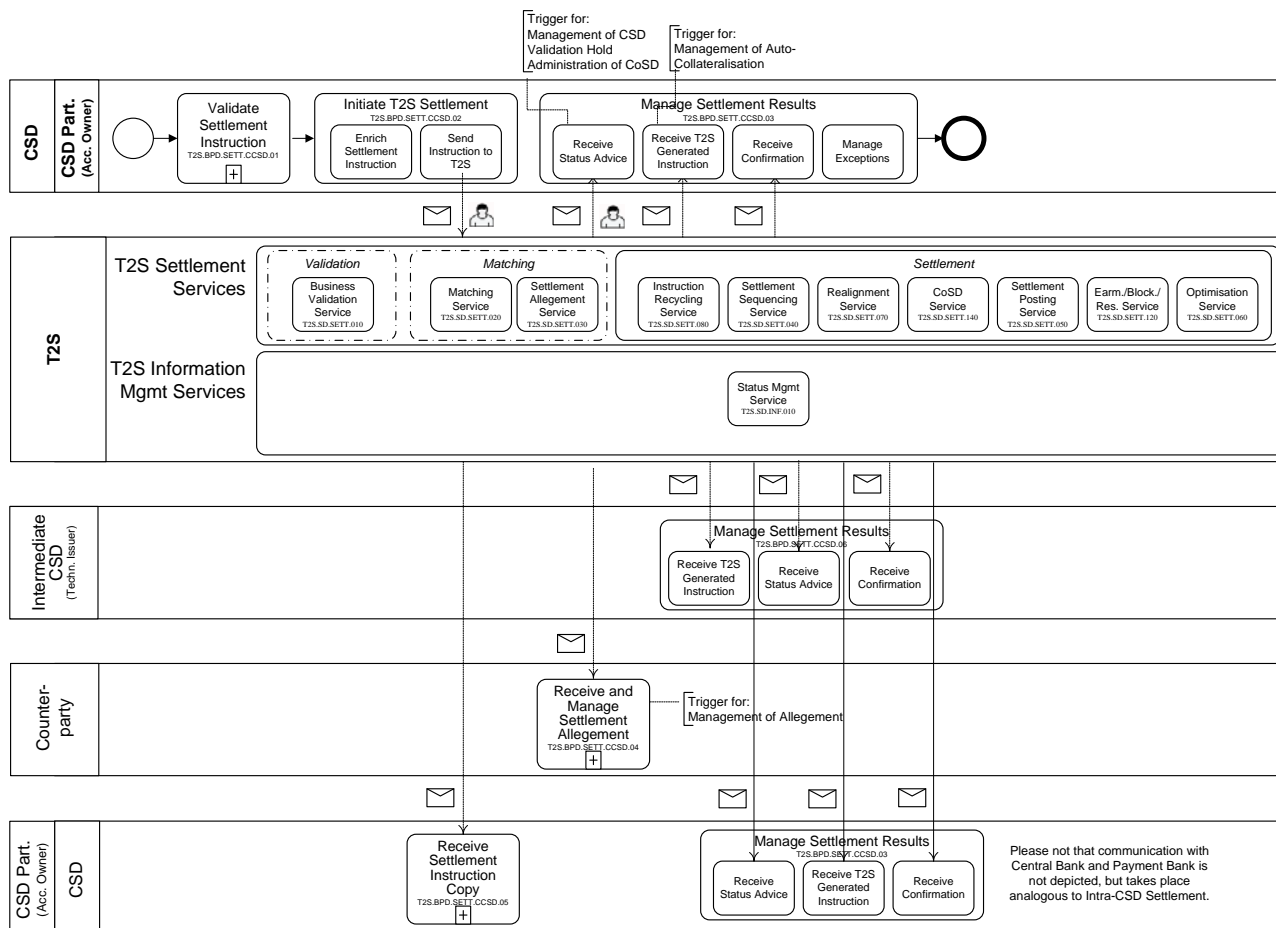 Trigger for:
Management of CSD
Validation Hold
Administration of CoSD
Trigger for:
Management of Auto-
Collateralisation
CSD
CSD Part.
(Acc. Owner)
Validate
Settlement
Instruction
T2S.BPD.SETT.CCSD.01
Initiate T2S Settlement
T2S.BPD.SETT.CCSD.02
Enrich
Settlement
Instruction
Send
Instruction to
T2S
Manage Settlement Results
T2S.BPD.SETT.CCSD.03
Receive
Status Advice
Receive T2S
Generated
Instruction
Receive
Confirmation
Manage
Exceptions
T2S
T2S Settlement
Services
Validation
Business
Validation
Service
T2S.SD.SETT.010
Matching
Matching
Service
T2S.SD.SETT.020
Settlement
Allegement
Service
T2S.SD.SETT.030
Settlement
Instruction
Recycling
Service
T2S.SD.SETT.080
Settlement
Sequencing
Service
T2S.SD.SETT.040
Realignment
Service
T2S.SD.SETT.070
CoSD
Service
T2S.SD.SETT.140
Settlement
Posting
Service
T2S.SD.SETT.050
Earm./Block./
Res. Service
T2S.SD.SETT.120
Optimisation
Service
T2S.SD.SETT.060
T2S Information
Mgmt Services
Status Mgmt
Service
T2S.SD.INF.010
Intermediate
CSD
(Techn. Issuer)
Manage Settlement Results
T2S.BPD.SETT.CCSD.06
Receive T2S
Generated
Instruction
Receive
Status Advice
Receive
Confirmation
Counter-
party
Receive and
Manage
Settlement
Allegement
T2S.BPD.SETT.CCSD.04
Trigger for:
Management of Allegement
CSD Part.
(Acc. Owner)
CSD
Receive
Settlement
Instruction
Copy
T2S.BPD.SETT.CCSD.05
Manage Settlement Results
T2S.BPD.SETT.CCSD.03
Receive
Status Advice
Receive T2S
Generated
Instruction
Receive
Confirmation
Please not that communication with
Central Bank and Payment Bank is
not depicted, but takes place
analogous to Intra-CSD Settlement.